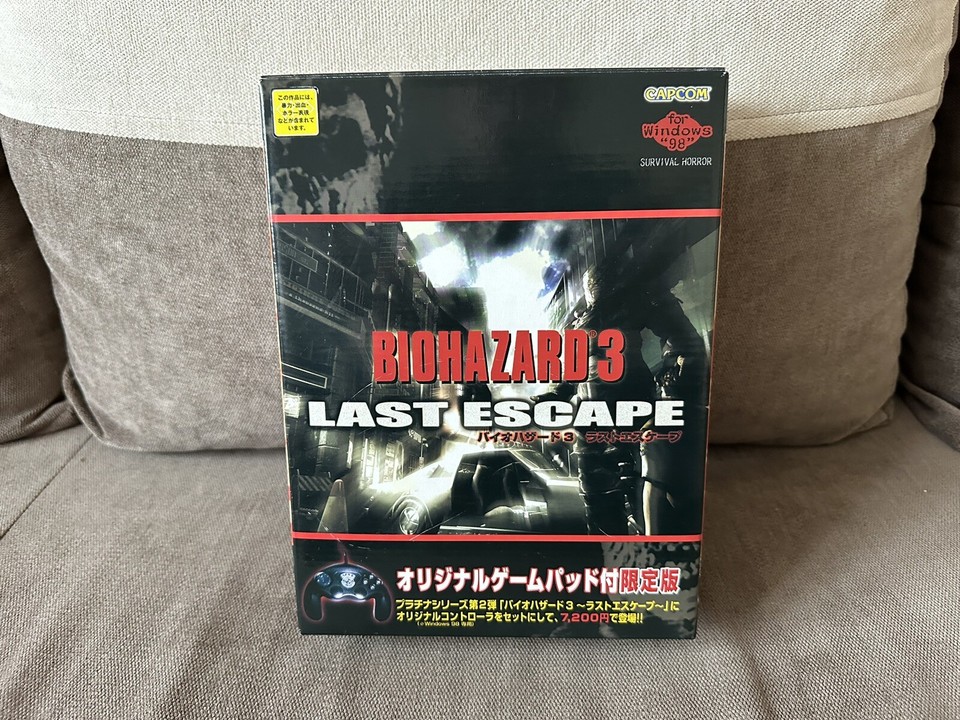 この作品には、
暴力・出血・
ホラー表現
などが含まれて
います。
CAPCOM
for
Windows
"98"
SURVIVAL HORROR
BIOHAZARD® 3
LAST ESCAPE
バイオハザード3 ラストエスケープ
オリジナルゲームパッド付限定版
プラチナシリーズ第2弾「バイオハザード3 〜ラストエスケープ〜」に
オリジナルコントローラをセットにして、7,200円で登場!!
(※Windows 98 専用)